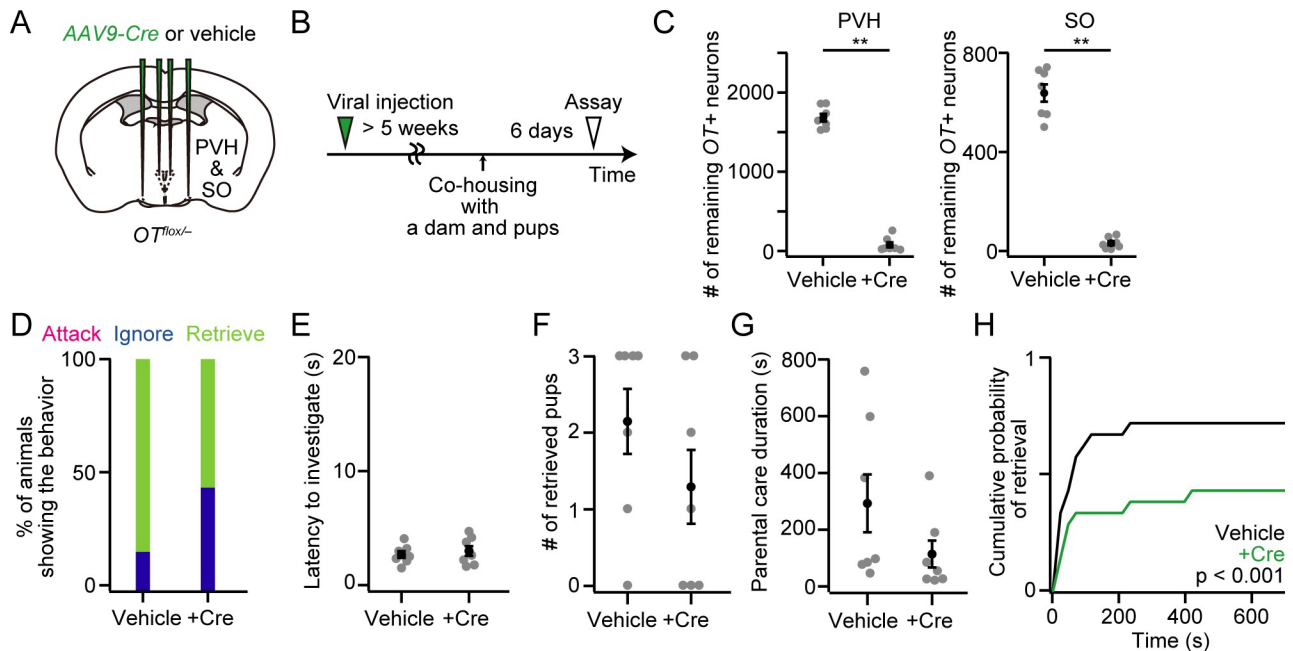 A
AAV9-Cre or vehicle
PVH
&
SO
OTflox/–
B
Viral injection
> 5 weeks
6 days
Assay
Time
Co-housing
with
a dam and pups
C
PVH
**
# of remaining OT+ neurons
2000
1000
0
Vehicle +Cre
SO
**
# of remaining OT+ neurons
800
400
0
Vehicle +Cre
D
Attack Ignore Retrieve
% of animals
showing the behavior
100
50
0
Vehicle +Cre
E
Latency to investigate (s)
20
10
0
Vehicle +Cre
F
# of retrieved pups
3
2
1
0
Vehicle +Cre
G
Parental care duration (s)
800
600
400
200
0
Vehicle +Cre
H
Cumulative probability
of retrieval
1
0
Vehicle
+Cre
p < 0.001
0 200 400 600
Time (s)